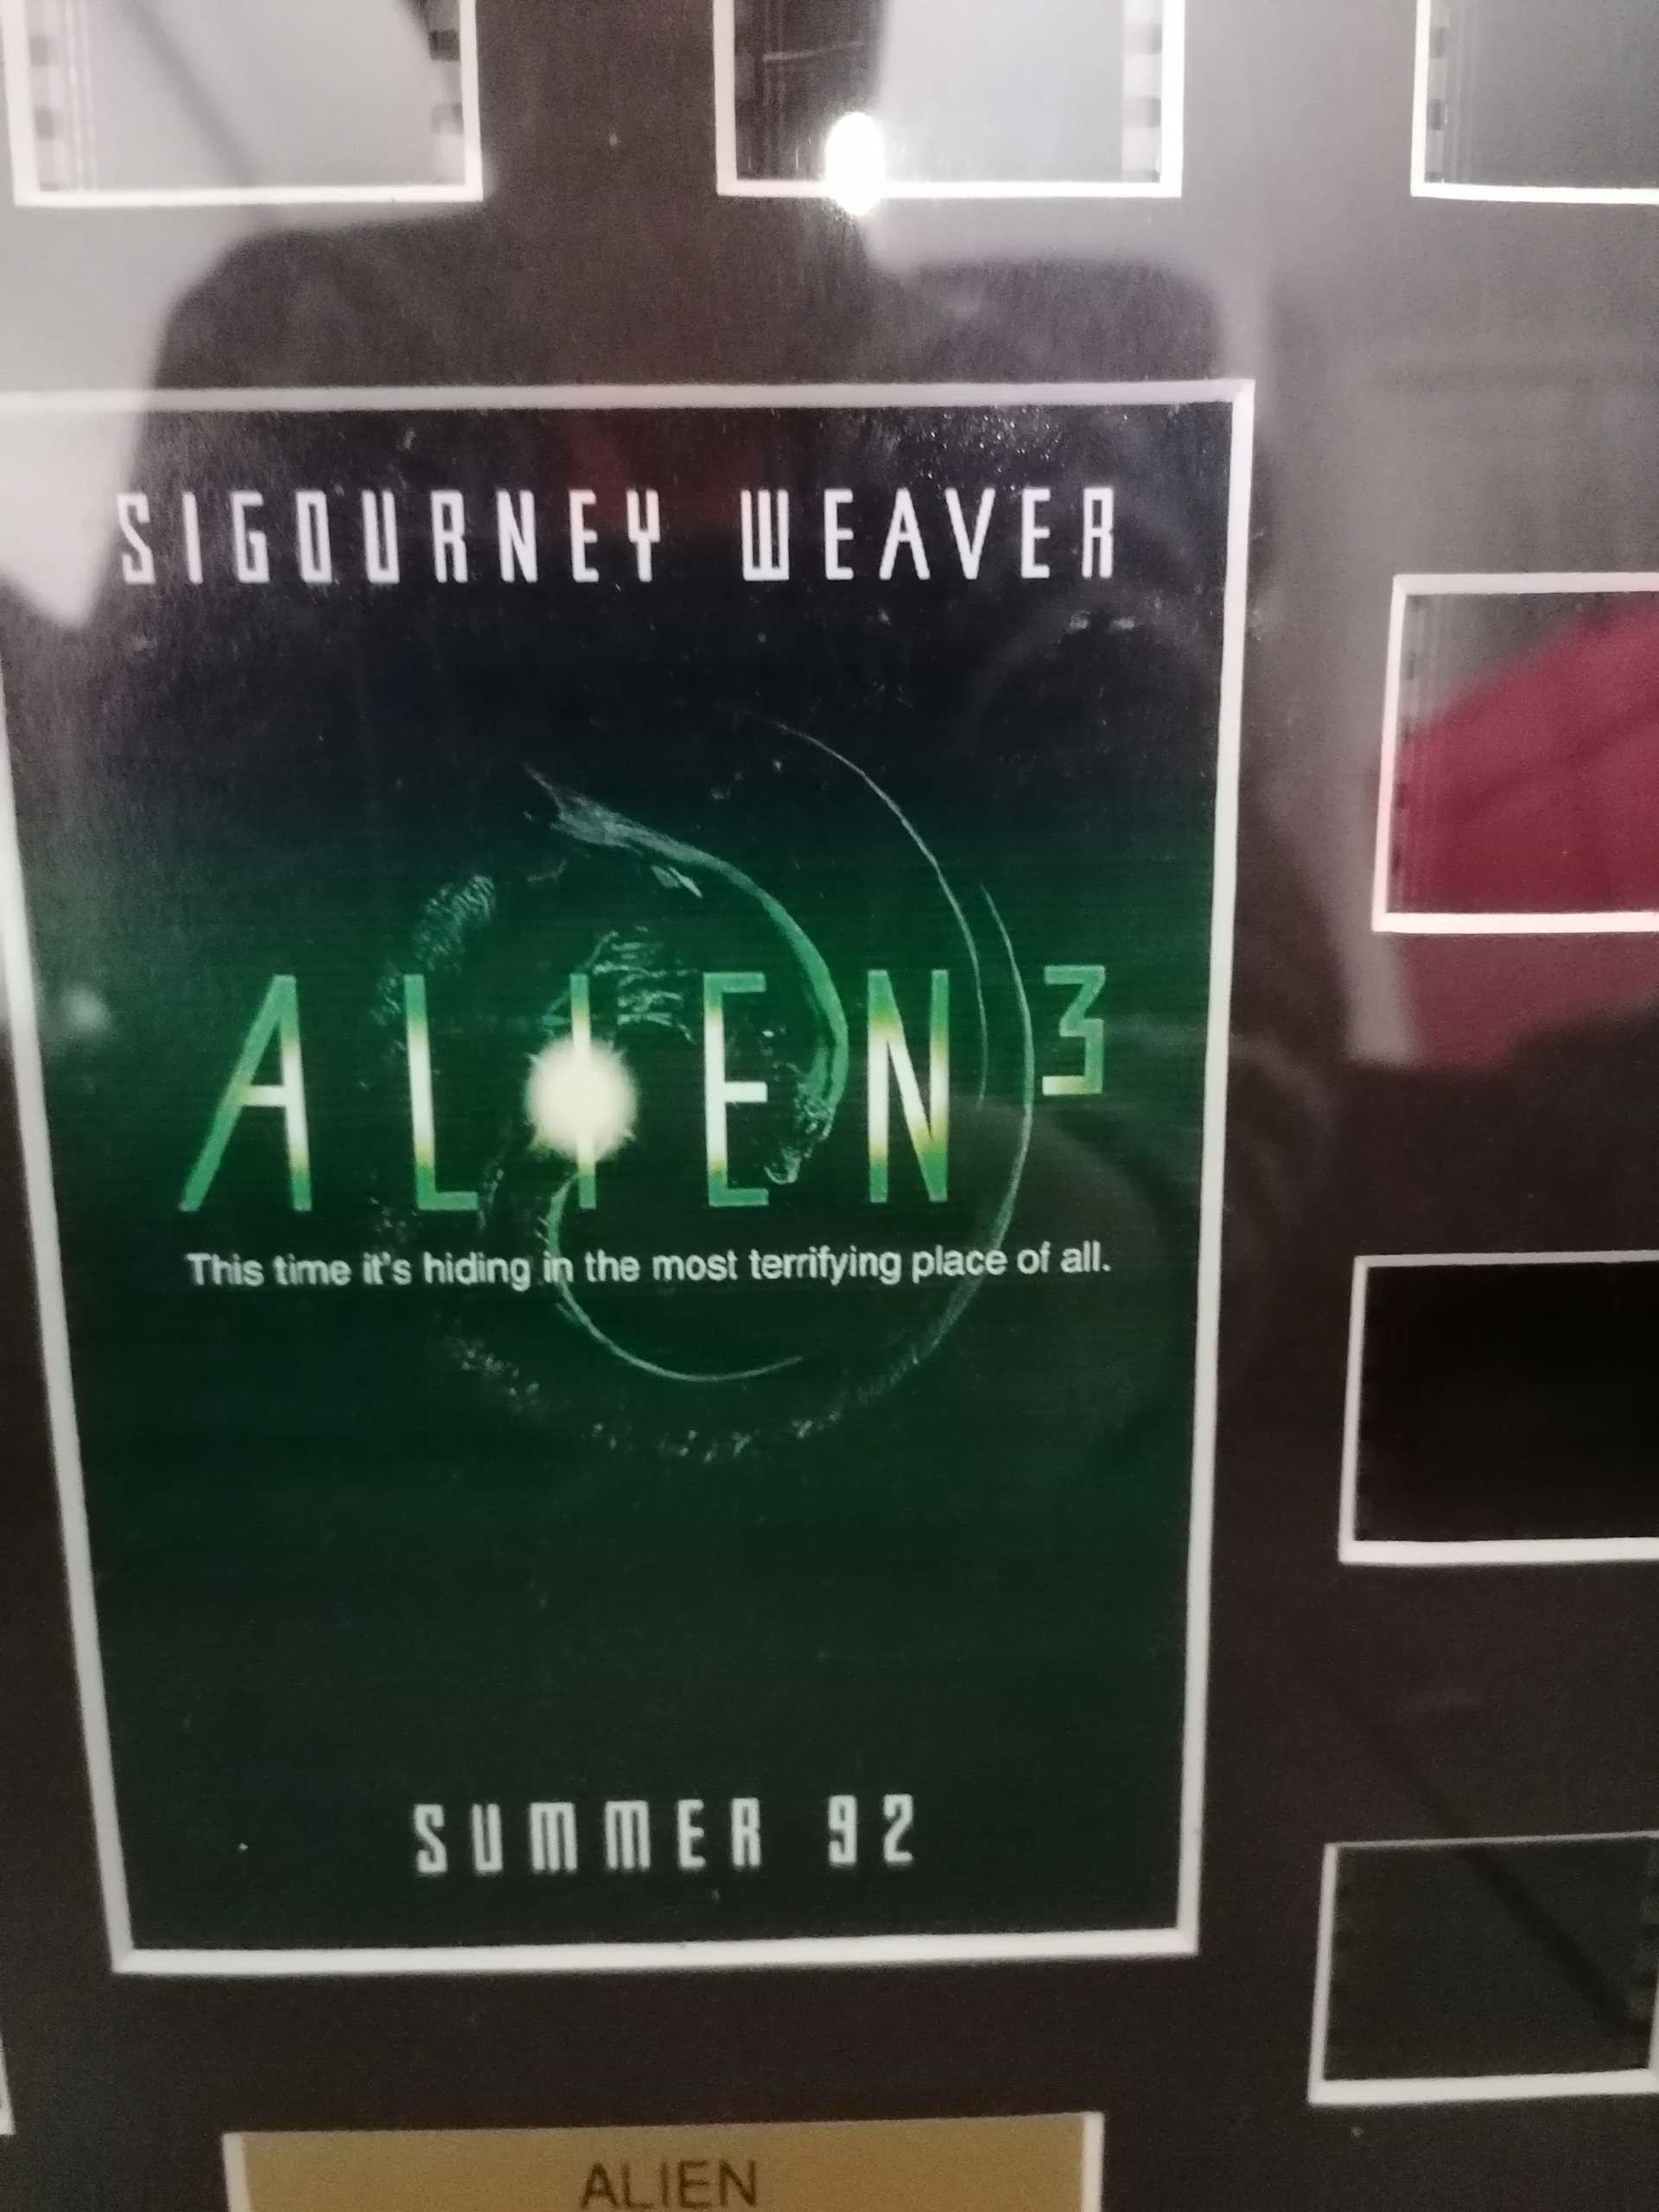 SIGOURNEY WEAVER
ALIEN³
This time it's hiding in the most terrifying place of all.
SUMMER 92
ALIEN